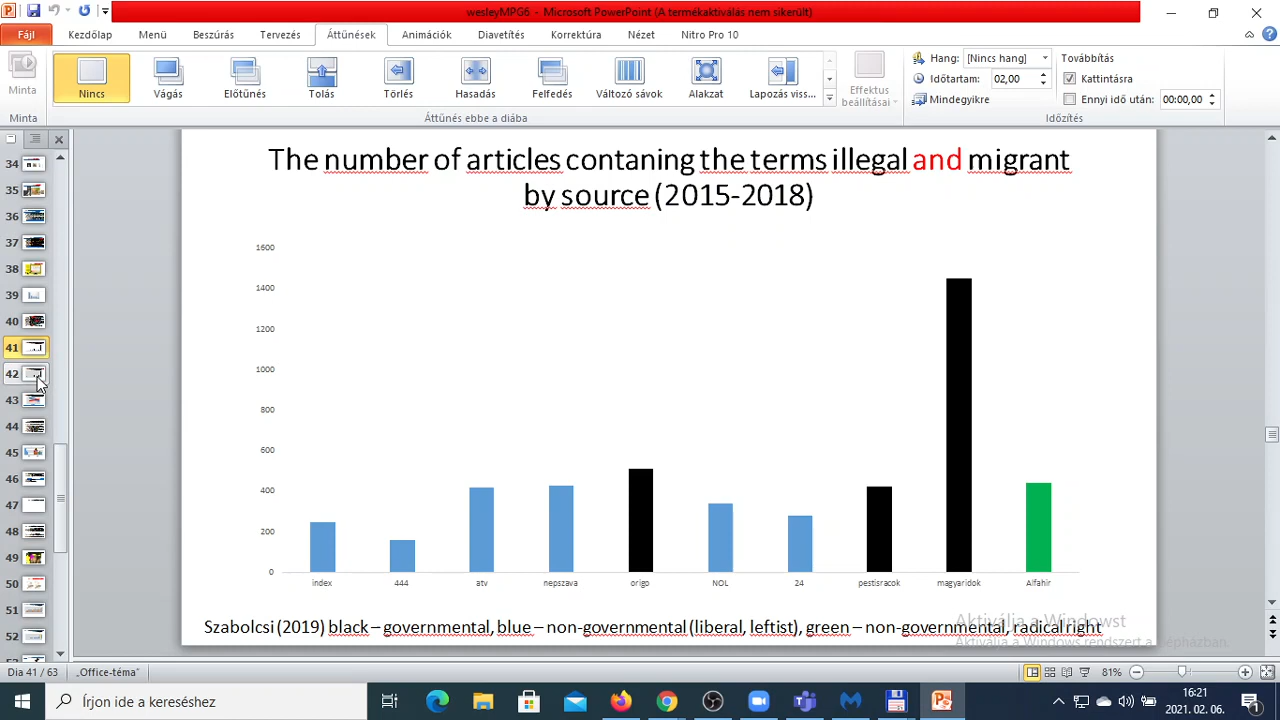 wesleyMPG6 - Microsoft PowerPoint (A termékaktiválás nem sikerült)
Fájl Kezdőlap Menü Beszúrás Tervezés Áttűnések Animációk Diavetítés Korrektúra Nézet Nitro Pro 10
Minta Nincs Vágás Előtűnés Tolás Törlés Hasadás Felfedés Változó sávok Alakzat Lapozás viss... Effektus beállításai
Hang: [Nincs hang] Továbbítás
Időtartam: 02,00 Kattintásra
Mindegyikre Ennyi idő után: 00:00,00
Minta Áttűnés ebbe a diába Időzítés
34
35
36
37
38
39
40
41
42
43
44
45
46
47
48
49
50
51
52
The number of articles contaning the terms illegal and migrant
by source (2015-2018)
1600
1400
1200
1000
800
600
400
200
0
index 444 atv nepszava origo NOL 24 pestisracok magyaridok Alfahir
Szabolcsi (2019) black – governmental, blue – non-governmental (liberal, leftist), green – non-governmental, radical right
Aktiválja a Windowst
Aktiválja a Windows rendszert a Gépházban.
Dia 41 / 63 „Office-téma" 81%
Írjon ide a kereséshez
16:21
2021. 02. 06.
1